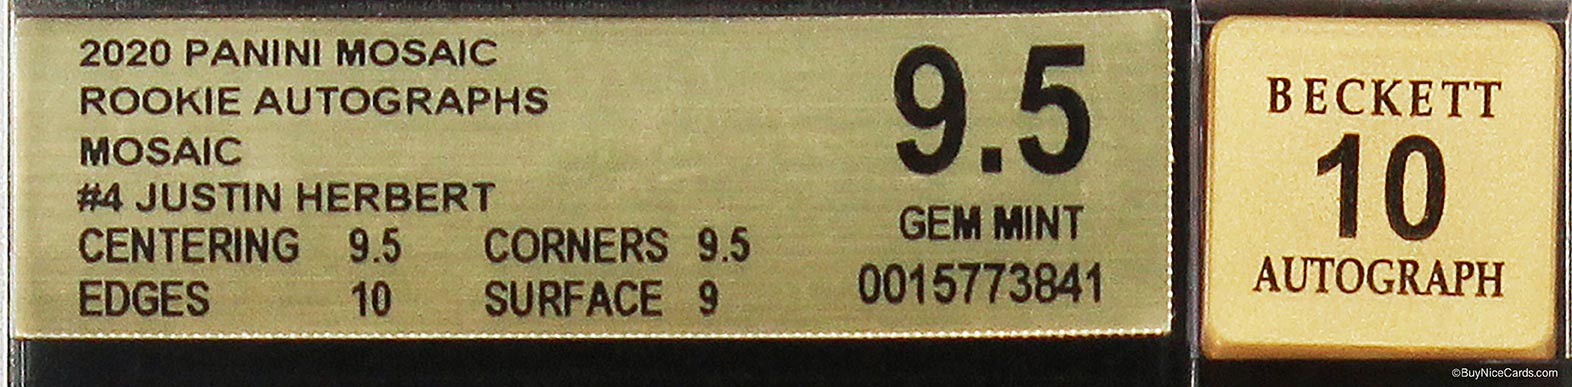 2020 PANINI MOSAIC
ROOKIE AUTOGRAPHS
MOSAIC
#4 JUSTIN HERBERT
CENTERING 9.5 CORNERS 9.5
EDGES 10 SURFACE 9
9.5
GEM MINT
0015773841
BECKETT
10
AUTOGRAPH
©BuyNiceCards.com